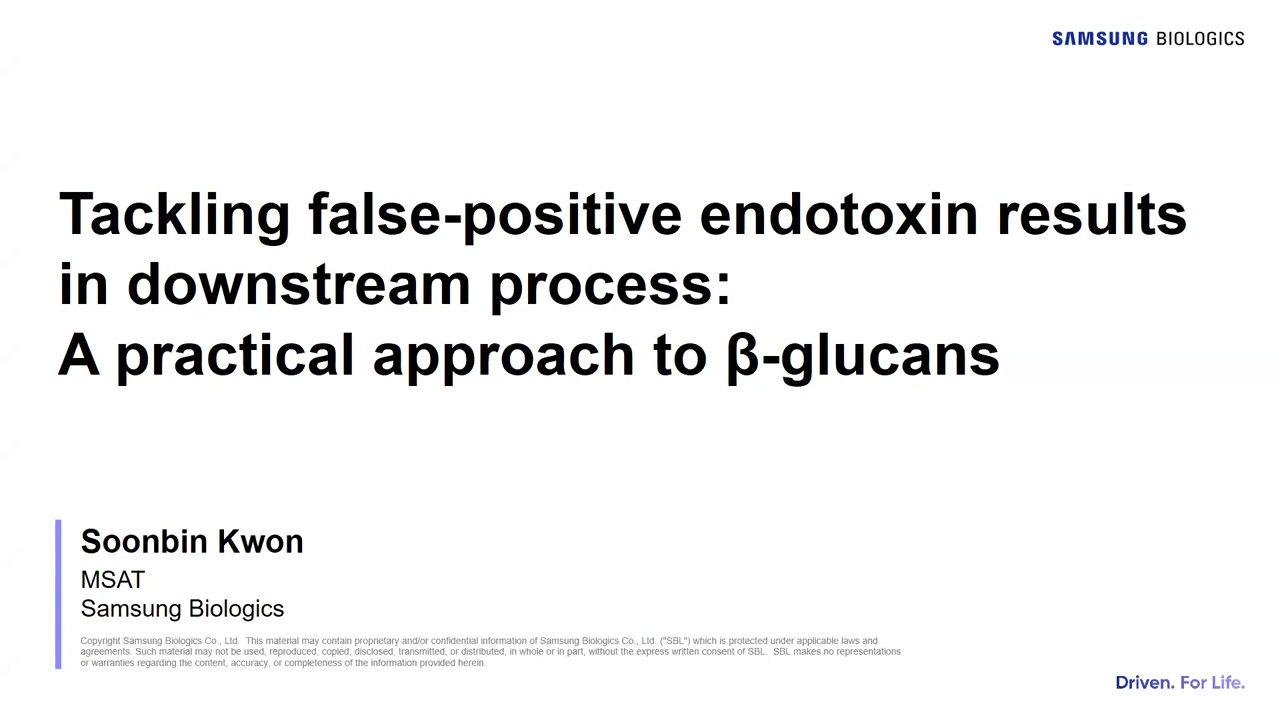 SAMSUNG BIOLOGICS
Tackling false-positive endotoxin results
in downstream process:
A practical approach to β-glucans
Soonbin Kwon
MSAT
Samsung Biologics
Copyright Samsung Biologics Co., Ltd. This material may contain proprietary and/or confidential information of Samsung Biologics Co., Ltd. ("SBL") which is protected under applicable laws and
agreements. Such material may not be used, reproduced, copied, disclosed, transmitted, or distributed, in whole or in part, without the express written consent of SBL. SBL makes no representations
or warranties regarding the content, accuracy, or completeness of the information provided herein.
Driven. For Life.